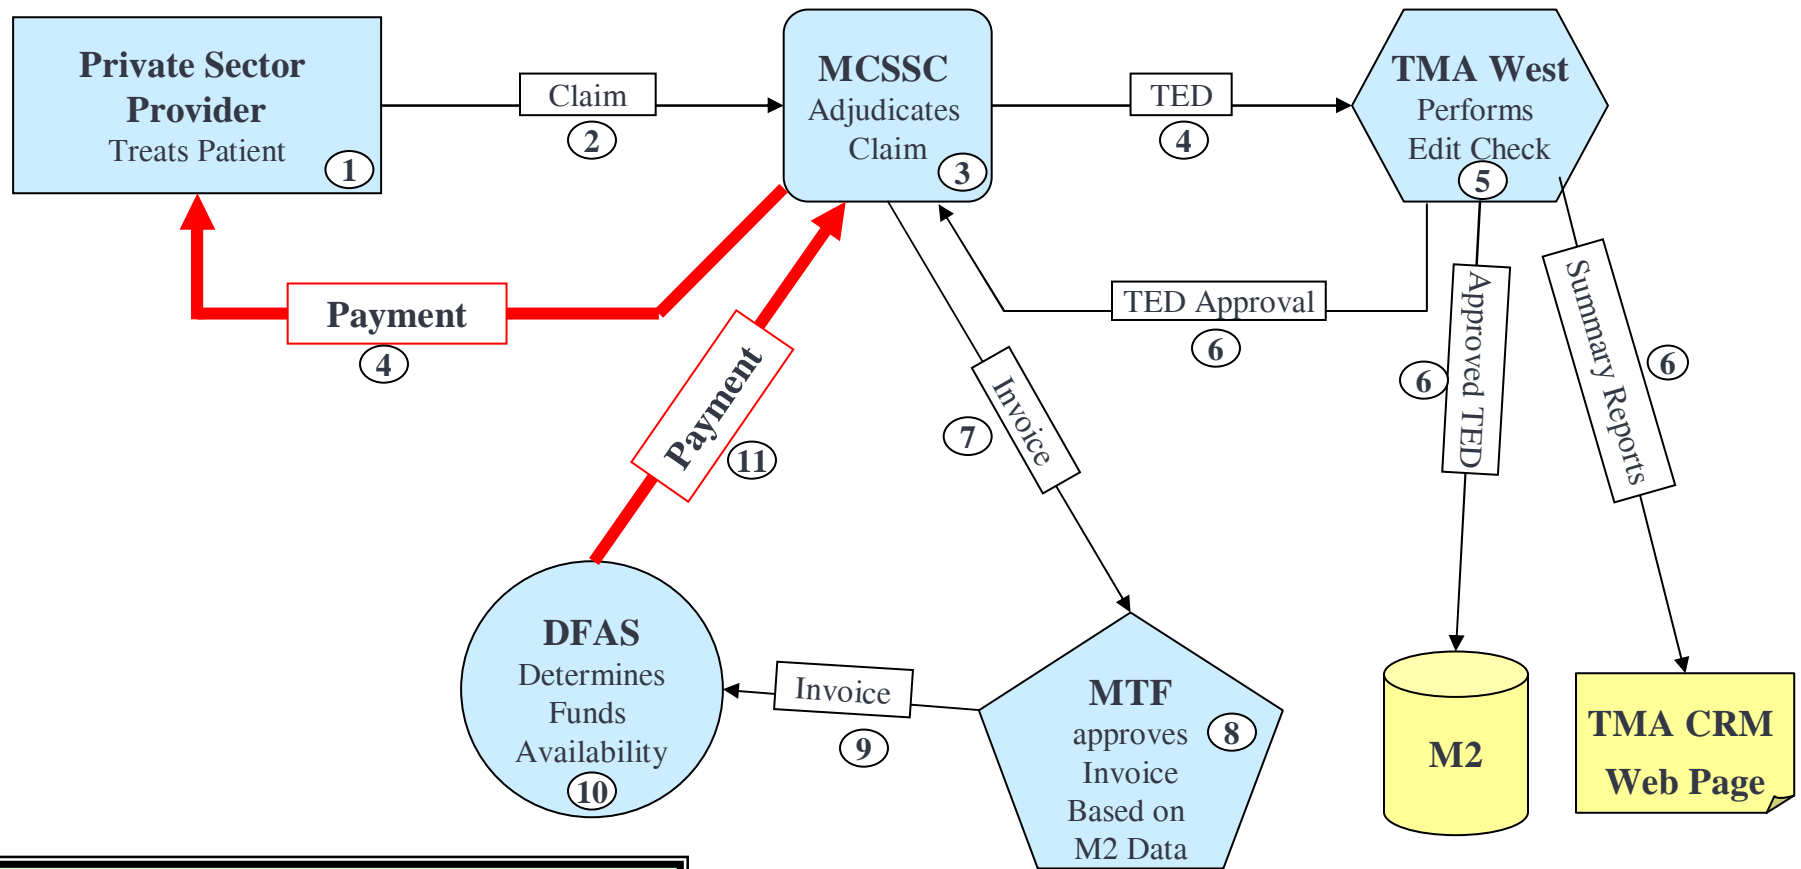 Private Sector
Provider
Treats Patient
1
Claim
2
MCSSC
Adjudicates
Claim
3
TED
4
TMA West
Performs
Edit Check
5
Payment
4
TED Approval
6
Approved TED
6
Summary Reports
6
Invoice
7
Payment
11
DFAS
Determines
Funds
Availability
10
Invoice
9
MTF
approves
Invoice
Based on
M2 Data
8
M2
TMA CRM
Web Page